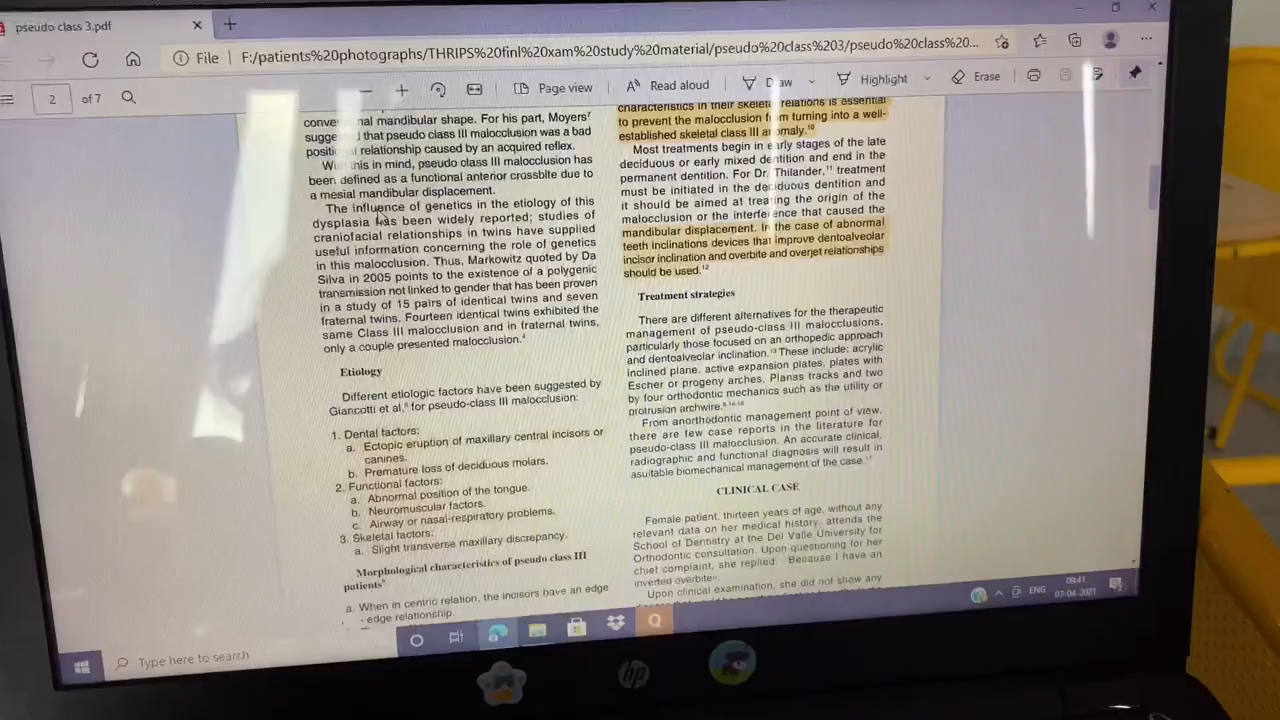 pseudo class 3.pdf
File F:/patients%20photographs/THRIPS%20finl%20xam%20study%20material/pseudo%20class%203/pseudo%20class%20...
2 of 7
Page view
Read aloud
Draw
Highlight
Erase
mandibular shape. For his part, Moyers⁷
that pseudo class III malocclusion was a bad
relationship caused by an acquired reflex.
this in mind, pseudo class III malocclusion has
been defined as a functional anterior crossbite due to
a mesial mandibular displacement.
The influence of genetics in the etiology of this
dysplasia has been widely reported; studies of
craniofacial relationships in twins have supplied
useful information concerning the role of genetics
in this malocclusion. Thus, Markowitz quoted by Da
Silva in 2005 points to the existence of a polygenic
transmission not linked to gender that has been proven
in a study of 15 pairs of identical twins and seven
fraternal twins. Fourteen identical twins exhibited the
same Class III malocclusion and in fraternal twins,
only a couple presented malocclusion.⁴
Etiology
Different etiologic factors have been suggested by
Giancotti et al, for pseudo-class III malocclusion:
1. Dental factors:
a. Ectopic eruption of maxillary central incisors or
canines.
b. Premature loss of deciduous molars.
2. Functional factors:
a. Abnormal position of the tongue.
b. Neuromuscular factors.
c. Airway or nasal-respiratory problems.
3. Skeletal factors:
a. Slight transverse maxillary discrepancy.
Morphological characteristics of pseudo class III
patients
a. When in centric relation, the incisors have an edge
- edge relationship.
characteristics in their skeletal relations is essential
to prevent the malocclusion from turning into a well-
established skeletal class III anomaly.¹⁰
Most treatments begin in early stages of the late
deciduous or early mixed dentition and end in the
permanent dentition. For Dr. Thilander,¹¹ treatment
must be initiated in the deciduous dentition and
it should be aimed at treating the origin of the
malocclusion or the interference that caused the
mandibular displacement. In the case of abnormal
teeth inclinations devices that improve dentoalveolar
incisor inclination and overbite and overjet relationships
should be used.¹²
Treatment strategies
There are different alternatives for the therapeutic
management of pseudo-class III malocclusions,
particularly those focused on an orthopedic approach
and dentoalveolar inclination.¹³ These include: acrylic
inclined plane, active expansion plates, plates with
Escher or progeny arches, Planas tracks and two
by four orthodontic mechanics such as the utility or
protrusion archwire.
From anorthodontic management point of view,
there are few case reports in the literature for
pseudo-class III malocclusion. An accurate clinical,
radiographic and functional diagnosis will result in
asuitable biomechanical management of the case.¹⁷
CLINICAL CASE
Female patient, thirteen years of age, without any
relevant data on her medical history, attends the
School of Dentistry at the Del Valle University for
Orthodontic consultation. Upon questioning for her
chief complaint, she replied: «Because I have an
inverted overbite».
Upon clinical examination, she did not show any
Type here to search
ENG
09:41
07-04-2021
hp